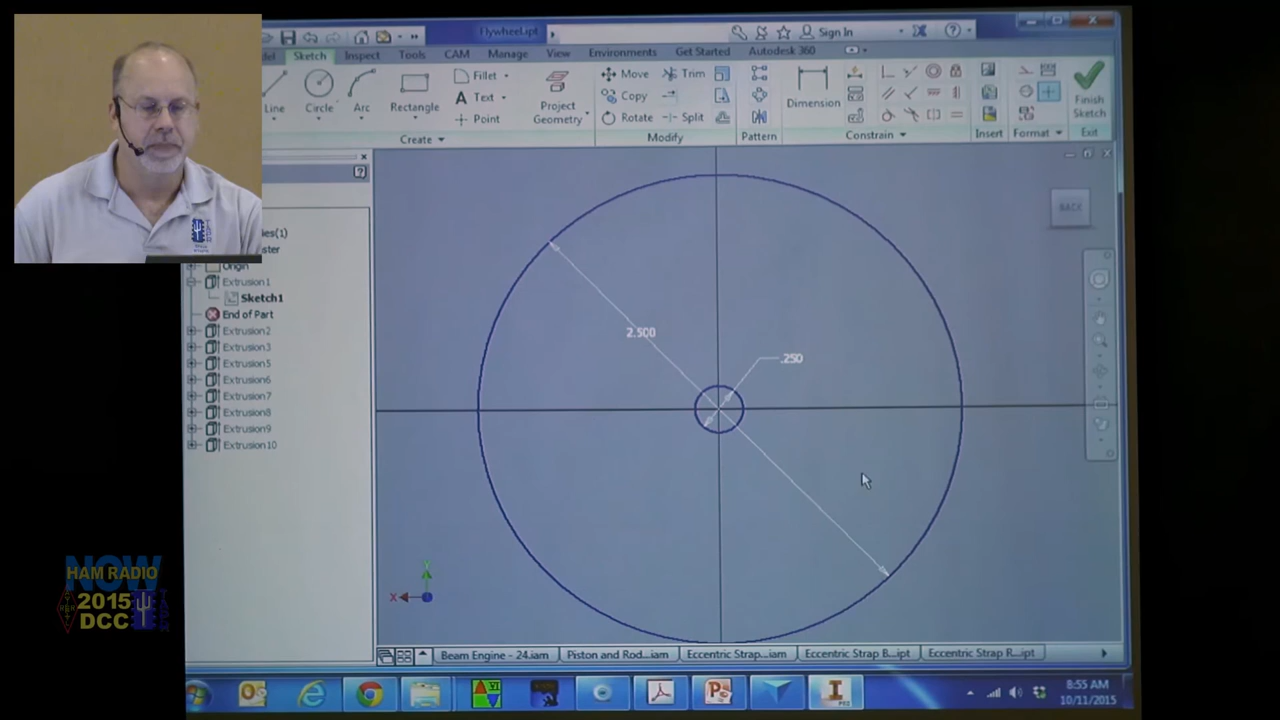 Flywheel.ipt
Sign In
Sketch Inspect Tools CAM Manage View Environments Get Started Autodesk 360
Line Circle Arc Rectangle
Fillet
Text
Point
Project
Geometry
Move Trim
Copy
Rotate Split
Pattern
Dimension
Finish
Sketch
Create Modify Constrain Insert Format Exit
BACK
Origin
Extrusion1
Sketch1
End of Part
Extrusion2
Extrusion3
Extrusion5
Extrusion6
Extrusion7
Extrusion8
Extrusion9
Extrusion10
2.500
.250
Y
X
Beam Engine - 24.iam Piston and Rod...iam Eccentric Strap...iam Eccentric Strap B...ipt Eccentric Strap R...ipt
8:55 AM
10/11/2015
NOW
HAM RADIO
2015
DCC
TAPR